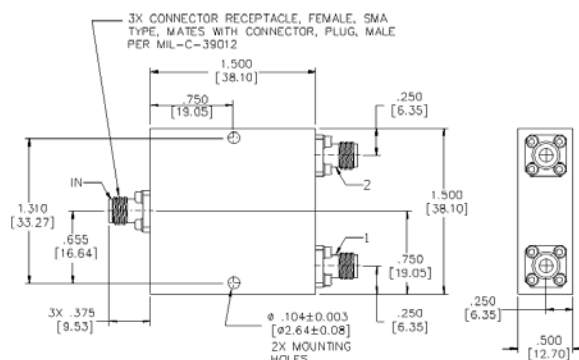 3X CONNECTOR RECEPTACLE, FEMALE, SMA
TYPE, MATES WITH CONNECTOR, PLUG, MALE
PER MIL-C-39012
1.500
[38.10]
.750
[19.05]
.250
[6.35]
IN
2
1.310
[33.27]
.655
[16.64]
1.500
[38.10]
1
.750
[19.05]
3X .375
[9.53]
ø .104±0.003
[ø2.64±0.08]
2X MOUNTING
HOLES
.250
[6.35]
.250
[6.35]
.500
[12.70]